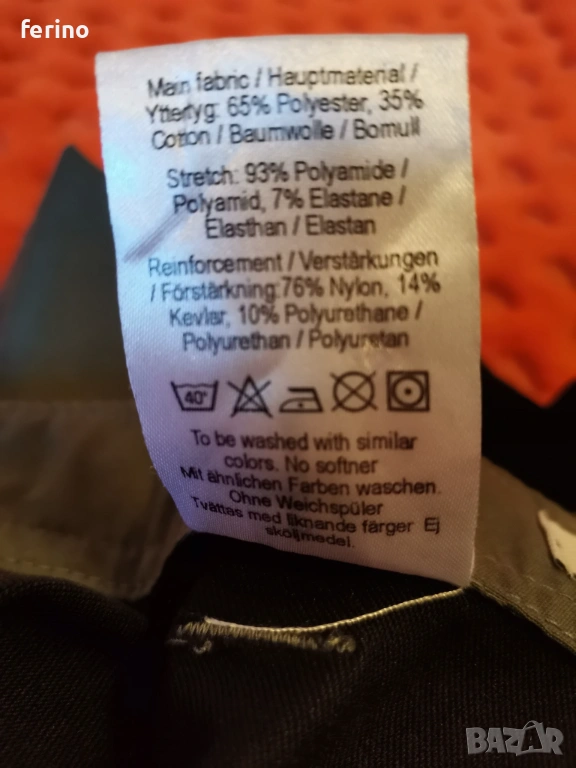 ferino
Main fabric / Hauptmaterial /
Yttertyg: 65% Polyester, 35%
Cotton / Baumwolle / Bomull
Stretch: 93% Polyamide /
Polyamid, 7% Elastane /
Elasthan / Elastan
Reinforcement / Verstärkungen
/ Förstärkning:76% Nylon, 14%
Kevlar, 10% Polyurethane /
Polyurethan / Polyuretan
40°
To be washed with similar
colors. No softner
Mit ähnlichen Farben waschen.
Ohne Weichspüler
Tvättas med liknande färger Ej
sköljmedel.
BAZAR